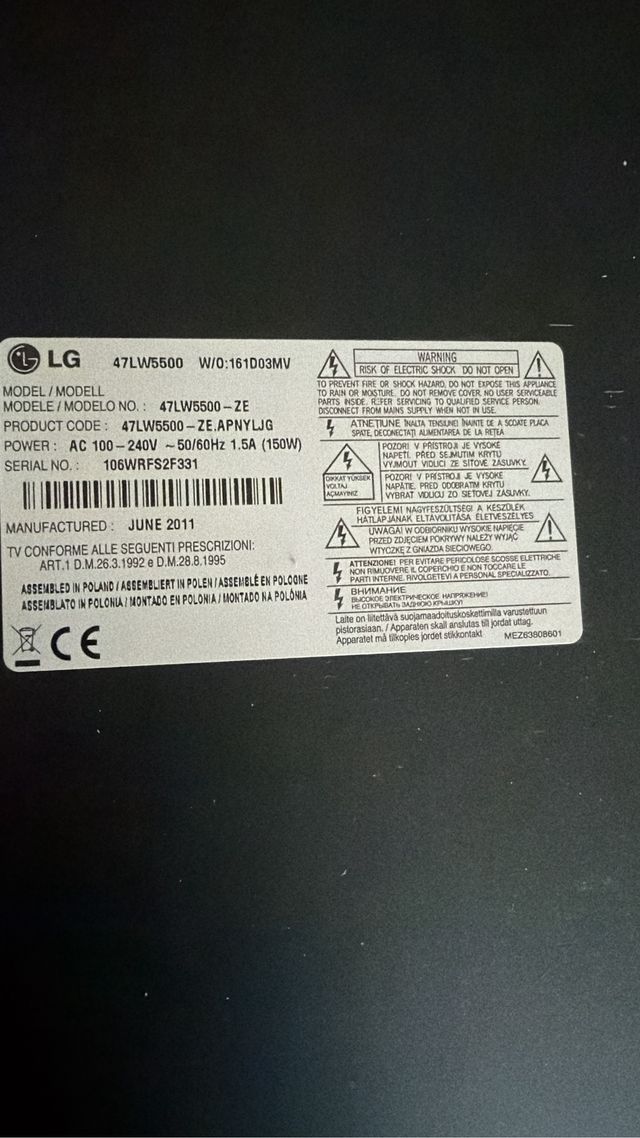 LG 47LW5500 W/O:161D03MV
MODEL / MODELL
MODELE / MODELO NO. : 47LW5500-ZE
PRODUCT CODE : 47LW5500-ZE.APNYLJG
POWER : AC 100-240V ~50/60Hz 1.5A (150W)
SERIAL NO. : 106WRFS2F331
MANUFACTURED : JUNE 2011
TV CONFORME ALLE SEGUENTI PRESCRIZIONI:
ART.1 D.M.26.3.1992 e D.M.28.8.1995
ASSEMBLED IN POLAND / ASSEMBLIERT IN POLEN / ASSEMBLÉ EN POLOGNE
ASSEMBLATO IN POLONIA / MONTADO EN POLONIA / MONTADO NA POLÔNIA
CE
WARNING
RISK OF ELECTRIC SHOCK DO NOT OPEN
TO PREVENT FIRE OR SHOCK HAZARD, DO NOT EXPOSE THIS APPLIANCE
TO RAIN OR MOISTURE. DO NOT REMOVE COVER. NO USER SERVICEABLE
PARTS INSIDE. REFER SERVICING TO QUALIFIED SERVICE PERSON.
DISCONNECT FROM MAINS SUPPLY WHEN NOT IN USE.
ATNEŢIUNE ÎNALTA TENSIUNE! ÎNAINTE DE A SCOATE PLACA
SPATE, DECONECTAŢI ALIMENTAREA DE LA REŢEA.
DIKKAT YÜKSEK
VOLTAJ
AÇMAYINIZ
POZOR! V PŘÍSTROJI JE VYSOKÉ
NAPĚTÍ. PŘED SEJMUTÍM KRYTU
VYJMOUT VIDLICI ZE SÍŤOVÉ ZÁSUVKY.
POZOR! V PRÍSTROJI JE VYSOKÉ
NAPÄTIE. PRED ODOBRATÍM KRYTU
VYBRAŤ VIDLICU ZO SIEŤOVEJ ZÁSUVKY.
FIGYELEM! NAGYFESZÜLTSÉG! A KÉSZÜLÉK
HÁTLAPJÁNAK ELTÁVOLÍTÁSA ÉLETVESZÉLYES
UWAGA! W ODBIORNIKU WYSOKIE NAPIĘCIE
PRZED ZDJĘCIEM POKRYWY NALEŻY WYJĄĆ
WTYCZKĘ Z GNIAZDA SIECIOWEGO.
ATTENZIONE! PER EVITARE PERICOLOSE SCOSSE ELETTRICHE
NON RIMUOVERE IL COPERCHIO E NON TOCCARE LE
PARTI INTERNE. RIVOLGETEVI A PERSONAL SPECIALIZZATO.
ВНИМАНИЕ
ВЫСОКОЕ ЭЛЕКТРИЧЕСКОЕ НАПРЯЖЕНИЕ!
НЕ ОТКРЫВАТЬ ЗАДНЮЮ КРЫШКУ!
Laite on liitettävä suojamaadoituskoskettimilla varustettuun
pistorasiaan. / Apparaten skall anslutas till jordat uttag.
Apparatet må tilkoples jordet stikkontakt MEZ63808601